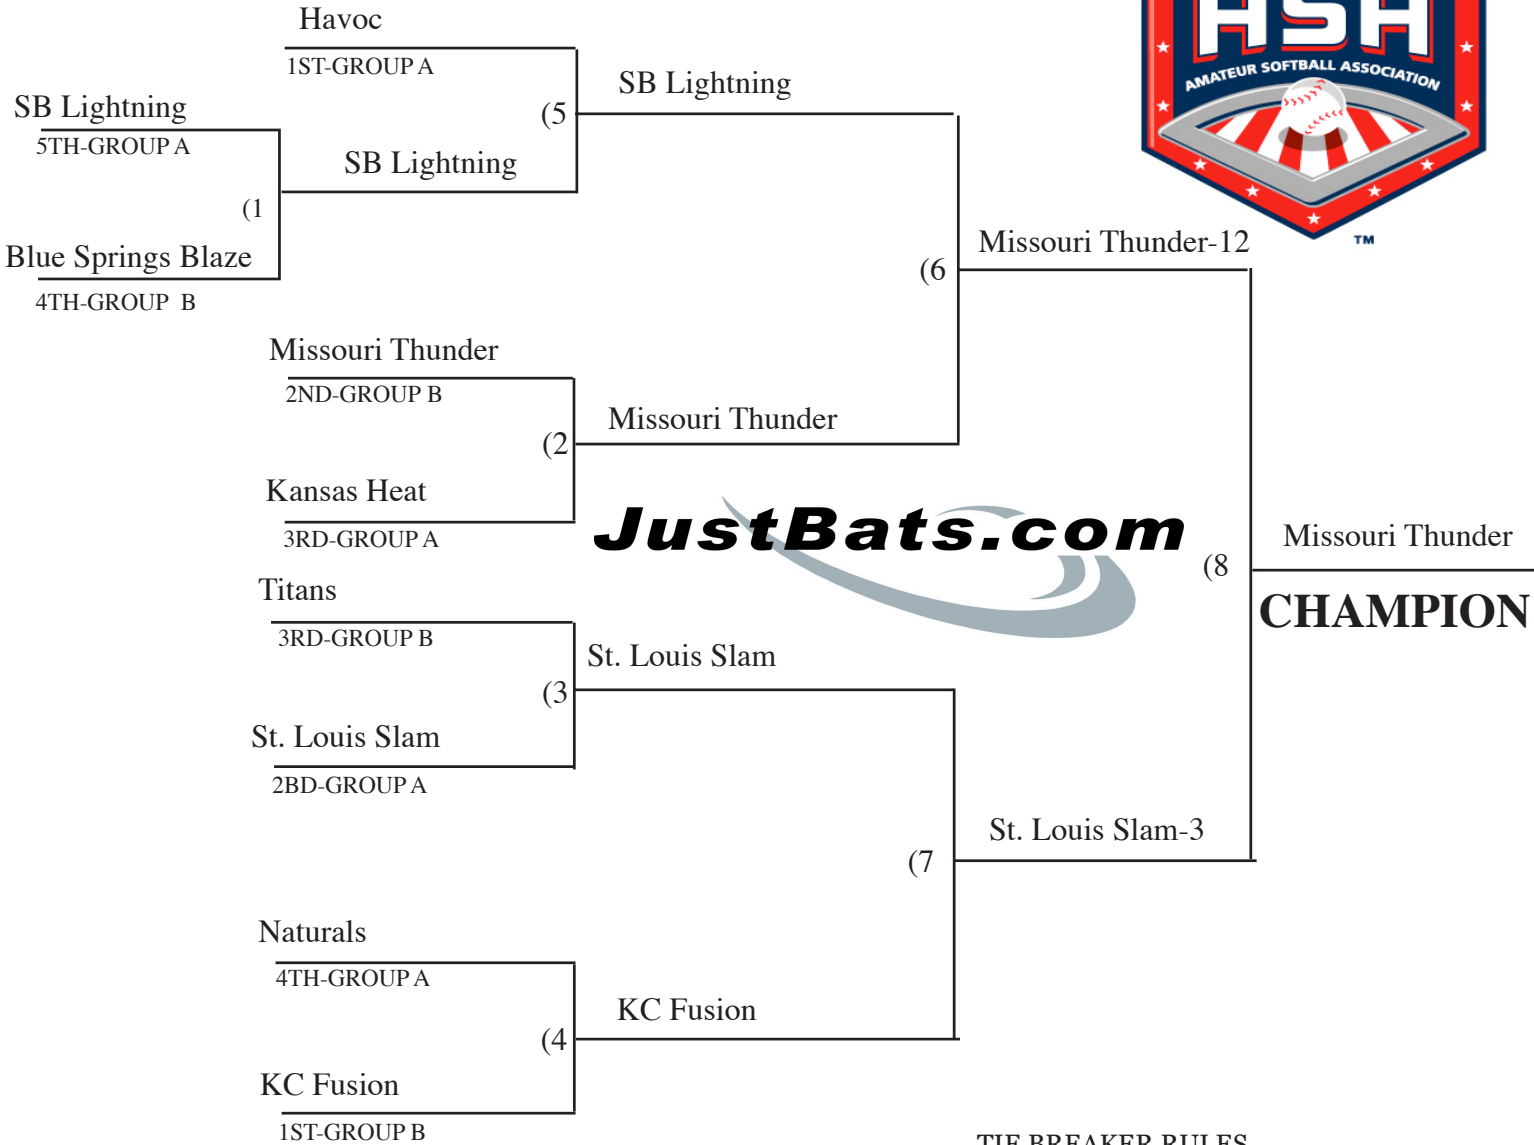 Havoc
1ST-GROUP A
SB Lightning
5TH-GROUP A
(1
SB Lightning
(5
SB Lightning
Blue Springs Blaze
4TH-GROUP B
Missouri Thunder
2ND-GROUP B
(2
Missouri Thunder
Kansas Heat
3RD-GROUP A
(6
Missouri Thunder-12
Titans
3RD-GROUP B
(3
St. Louis Slam
St. Louis Slam
2BD-GROUP A
Naturals
4TH-GROUP A
(4
KC Fusion
KC Fusion
1ST-GROUP B
(7
St. Louis Slam-3
(8
Missouri Thunder
CHAMPION
JustBats.com
AMATEUR SOFTBALL ASSOCIATION
TM
TIE BREAKER RULES